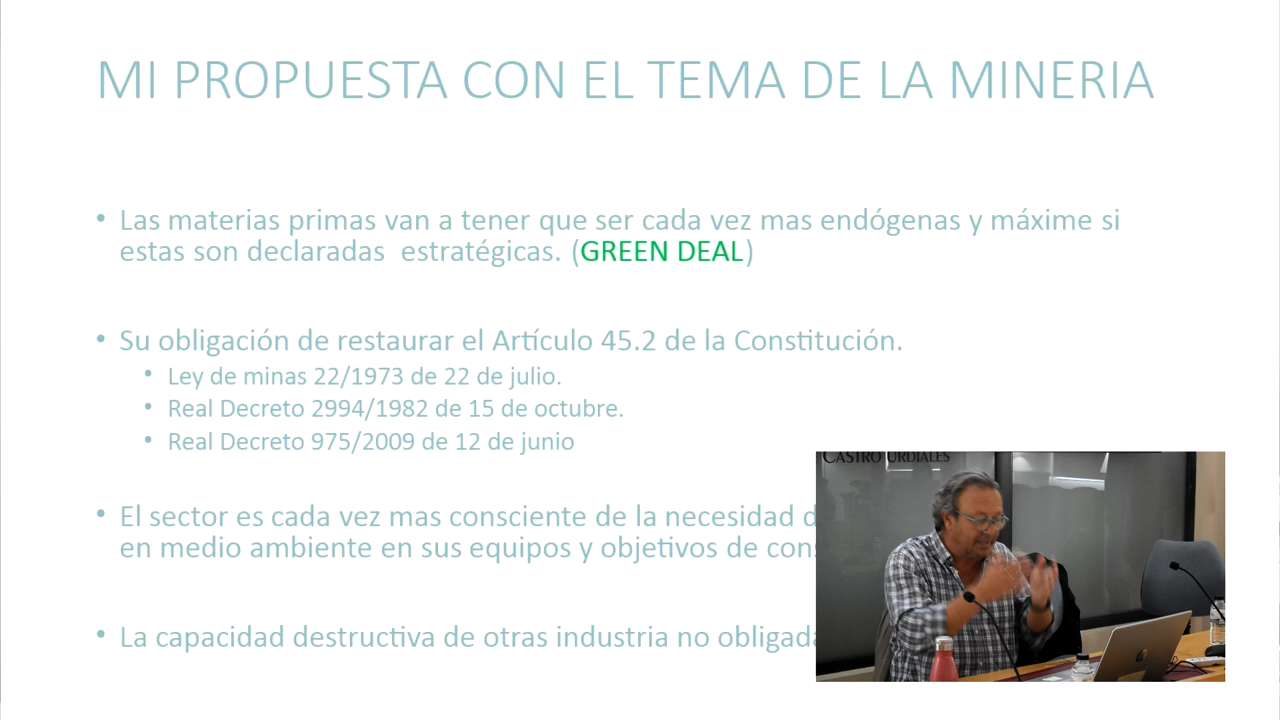 MI PROPUESTA CON EL TEMA DE LA MINERIA
• Las materias primas van a tener que ser cada vez mas endógenas y máxime si
estas son declaradas estratégicas. (GREEN DEAL)
• Su obligación de restaurar el Artículo 45.2 de la Constitución.
• Ley de minas 22/1973 de 22 de julio.
• Real Decreto 2994/1982 de 15 de octubre.
• Real Decreto 975/2009 de 12 de junio
• El sector es cada vez mas consciente de la necesidad
en medio ambiente en sus equipos y objetivos de
• La capacidad destructiva de otras industria no
CASTRO URDIALES